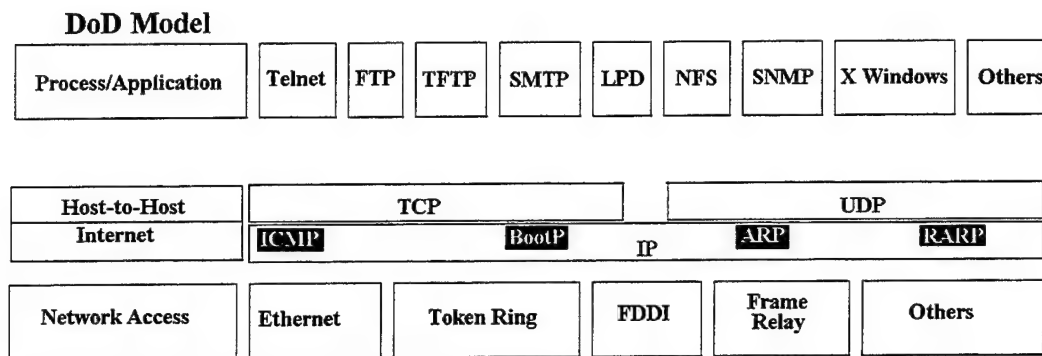 DoD Model
Process/Application Telnet FTP TFTP SMTP LPD NFS SNMP X Windows Others
Host-to-Host TCP UDP
Internet ICMP BootP IP ARP RARP
Network Access Ethernet Token Ring FDDI Frame Relay Others